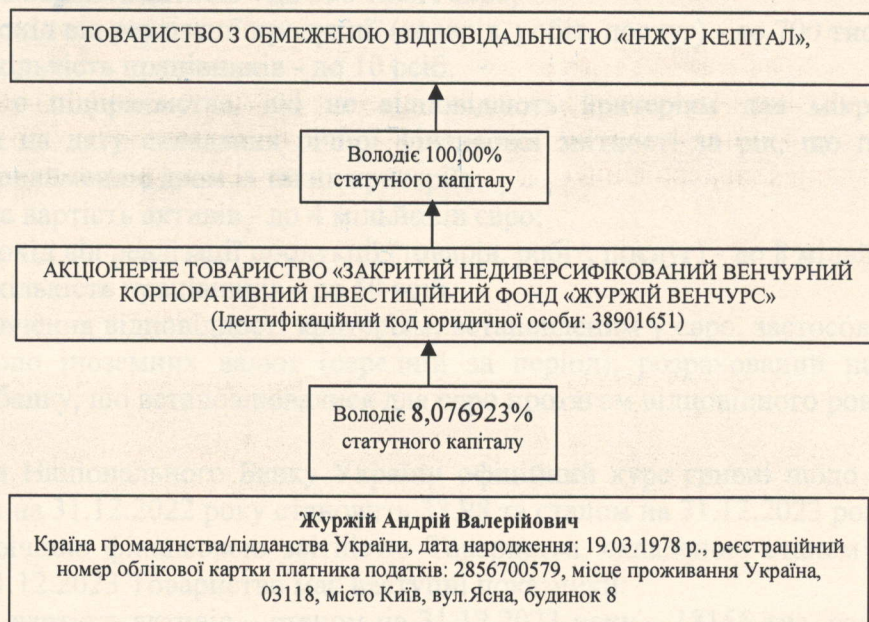 ТОВАРИСТВО З ОБМЕЖЕНОЮ ВІДПОВІДАЛЬНІСТЮ «ІНЖУР КЕПІТАЛ»,
Володіє 100,00%
статутного капіталу
АКЦІОНЕРНЕ ТОВАРИСТВО «ЗАКРИТИЙ НЕДИВЕРСИФІКОВАНИЙ ВЕНЧУРНИЙ
КОРПОРАТИВНИЙ ІНВЕСТИЦІЙНИЙ ФОНД «ЖУРЖІЙ ВЕНЧУРС»
(Ідентифікаційний код юридичної особи: 38901651)
Володіє 8,076923%
статутного капіталу
Журжій Андрій Валерійович
Країна громадянства/підданства України, дата народження: 19.03.1978 р., реєстраційний
номер облікової картки платника податків: 2856700579, місце проживання Україна,
03118, місто Київ, вул.Ясна, будинок 8